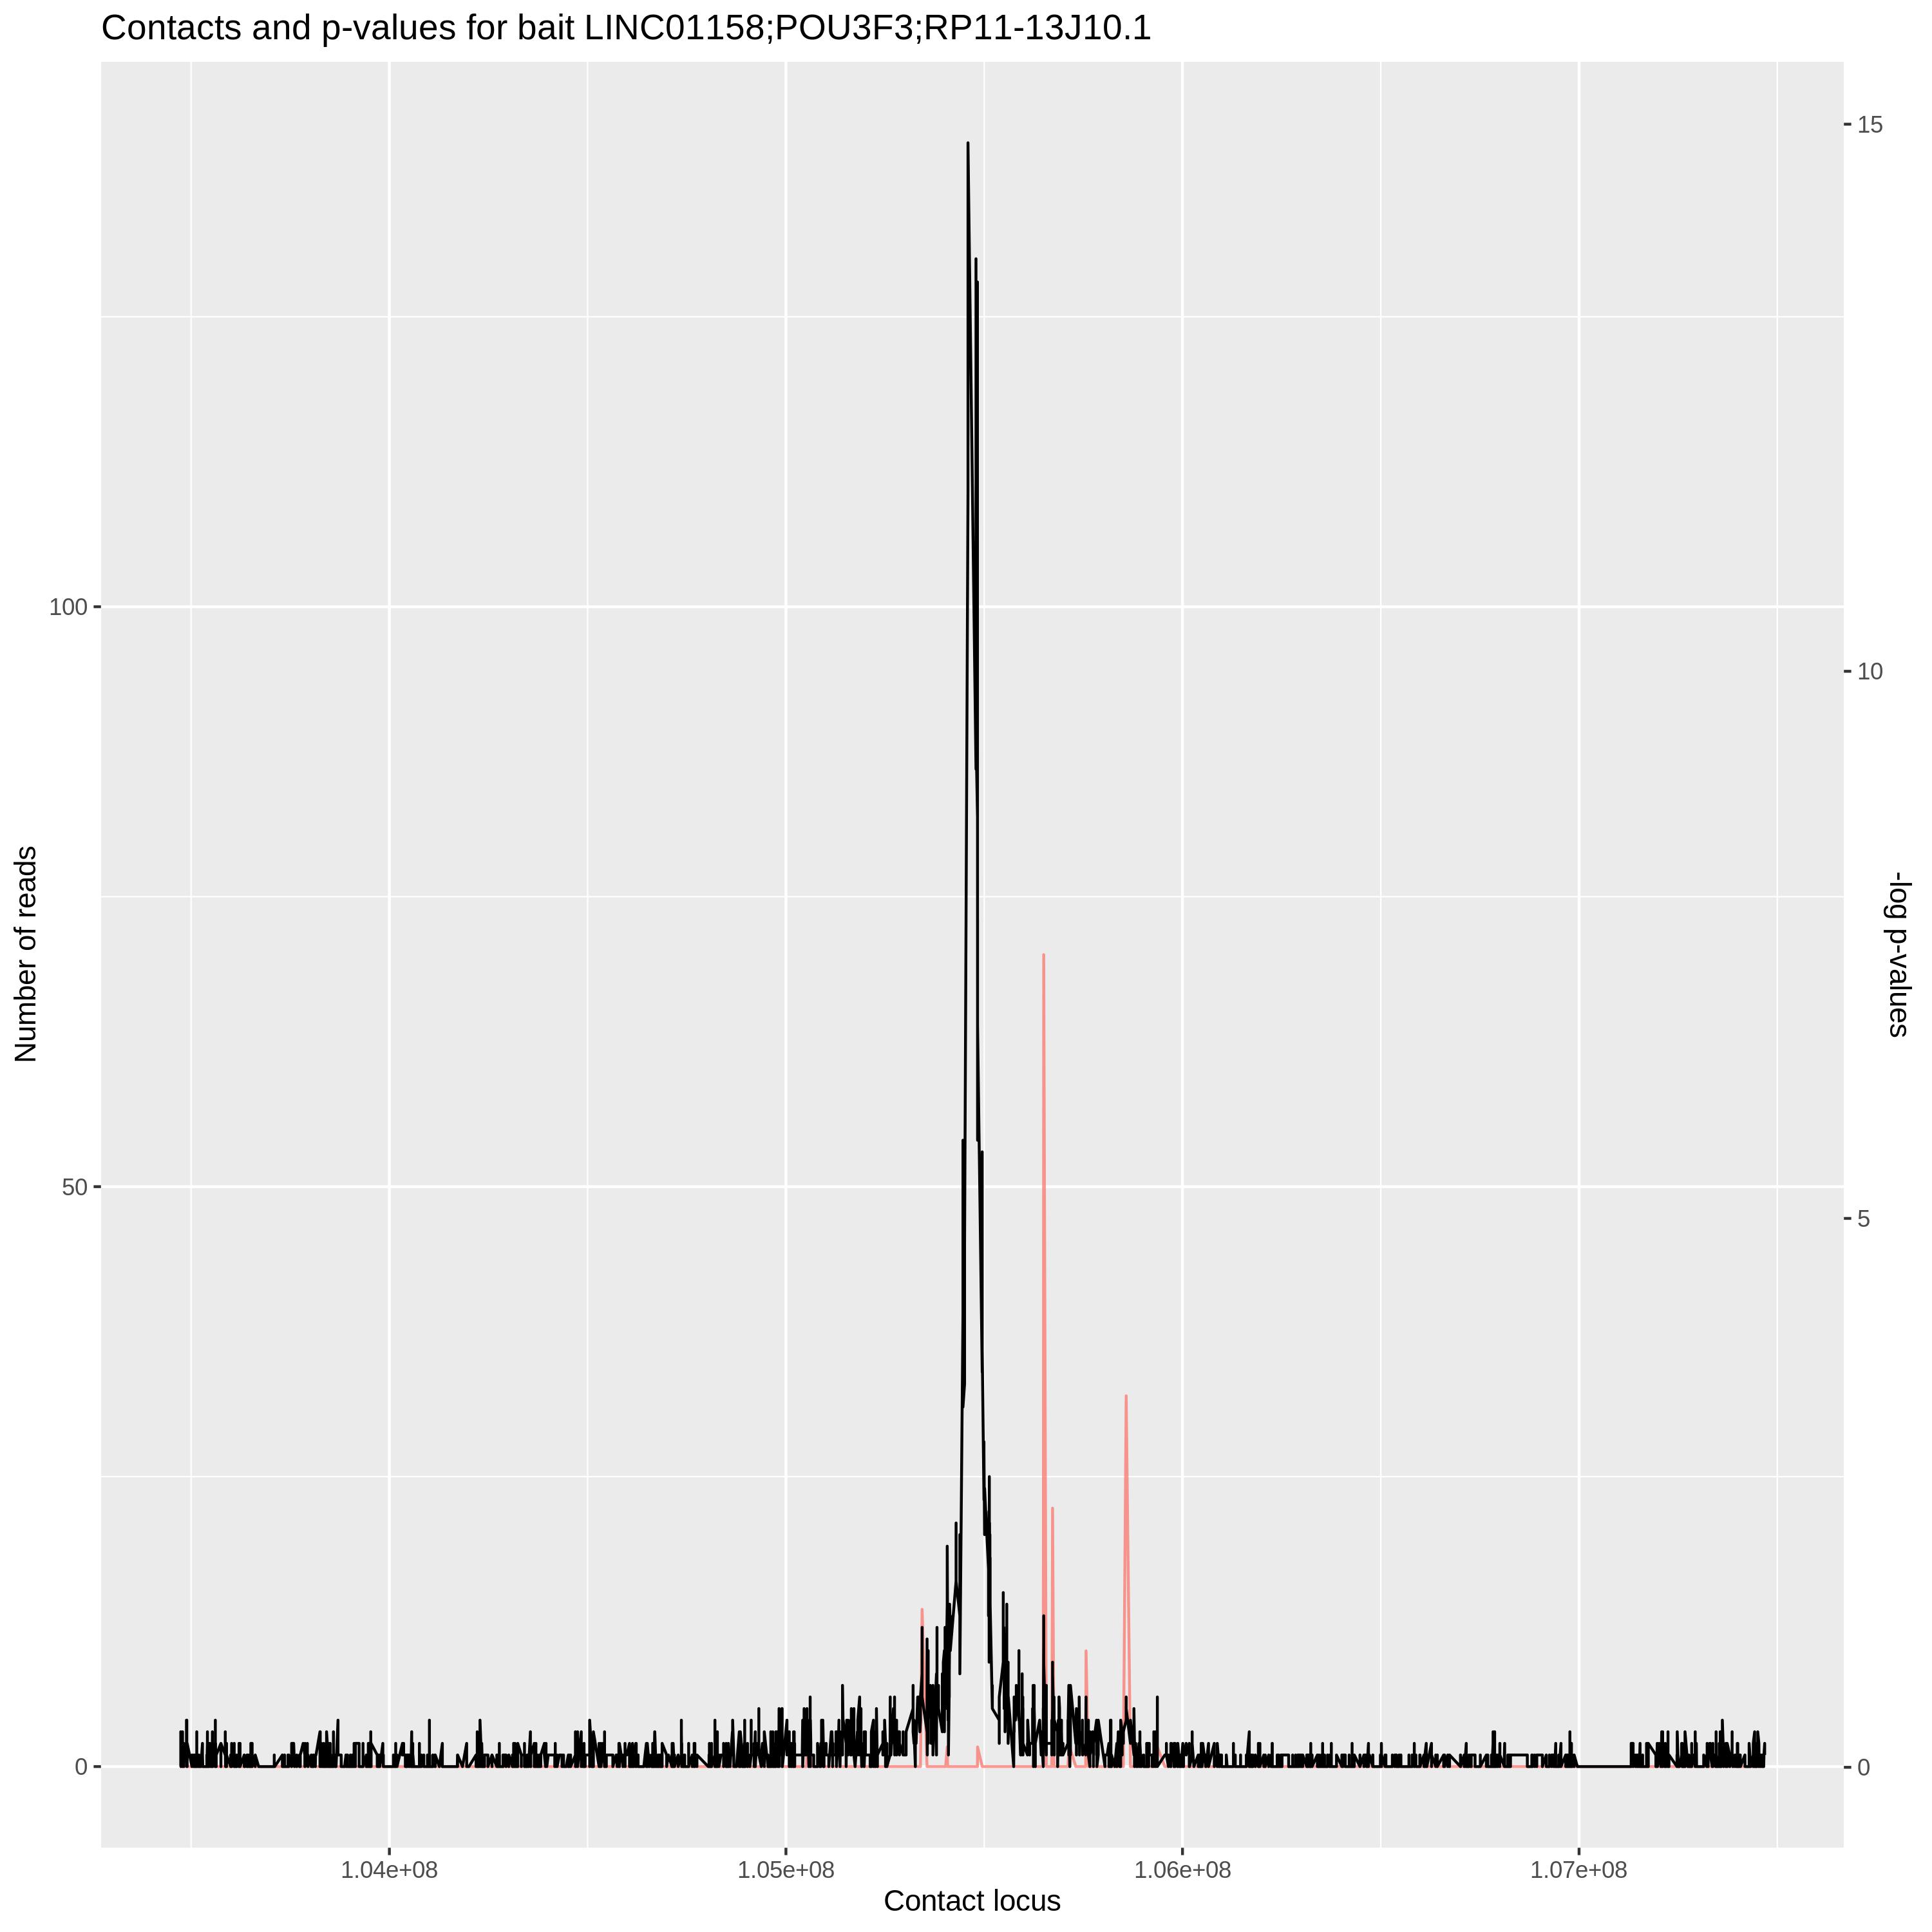 Contacts and p-values for bait LINC01158;POU3F3;RP11-13J10.1
15
100
10
Number of reads
-log p-values
50
5
0
0
1.04e+08
1.05e+08
1.06e+08
1.07e+08
Contact locus